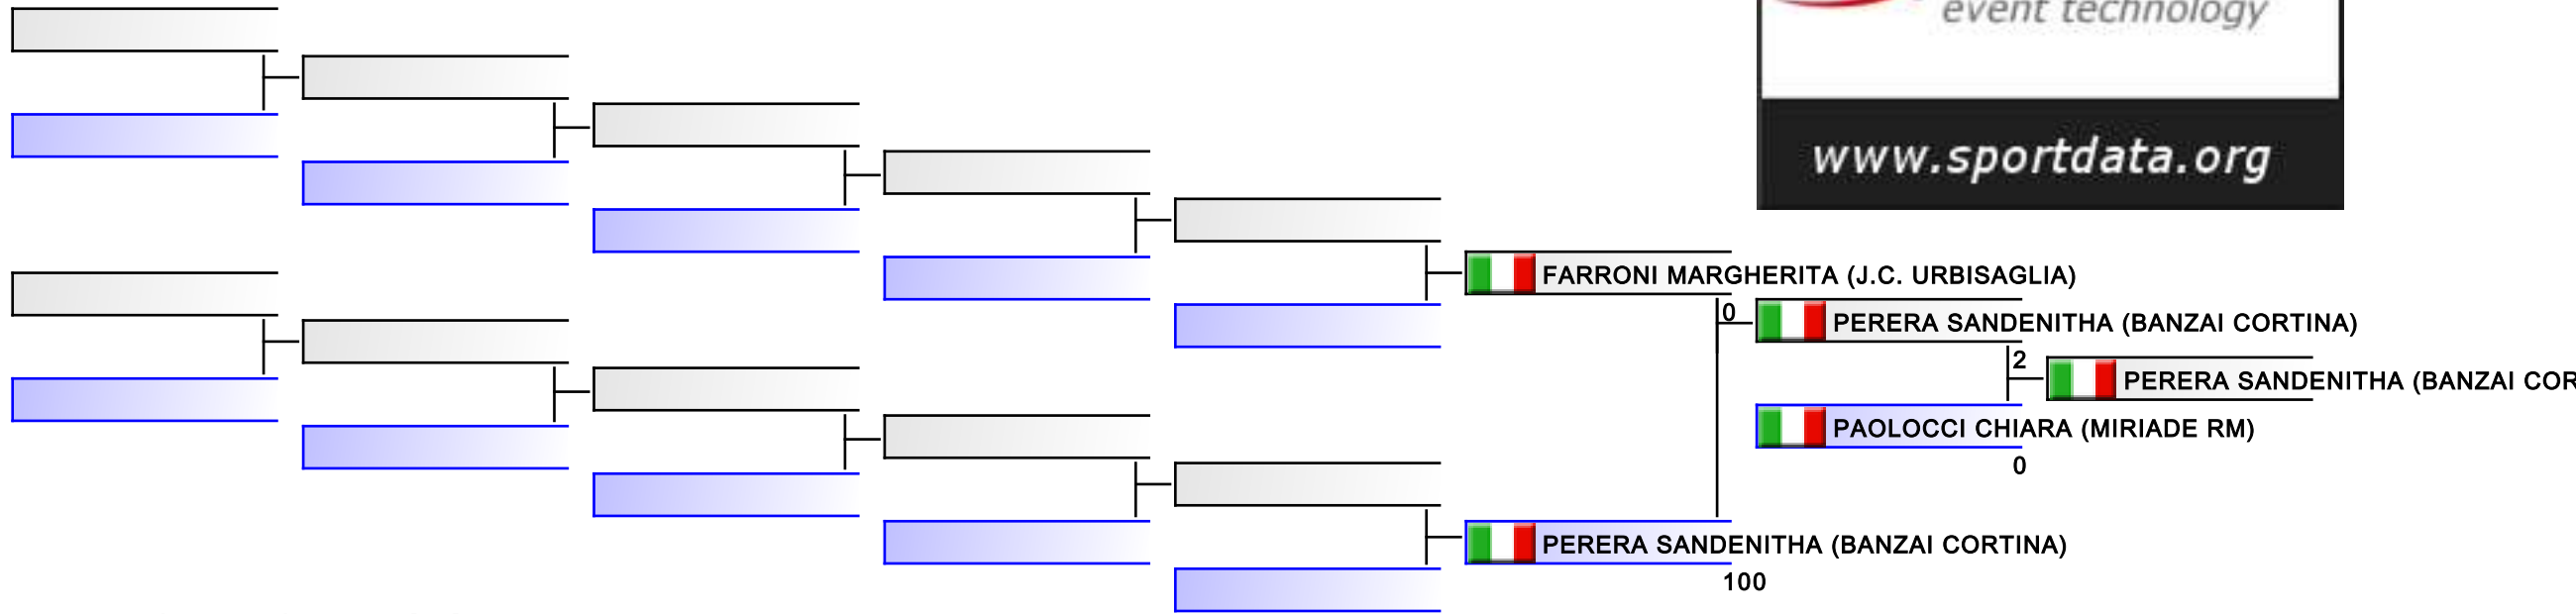 event technology
www.sportdata.org
FARRONI MARGHERITA (J.C. URBISAGLIA)
0
PERERA SANDENITHA (BANZAI CORTINA)
2
PERERA SANDENITHA (BANZAI COR
PAOLOCCI CHIARA (MIRIADE RM)
0
PERERA SANDENITHA (BANZAI CORTINA)
100